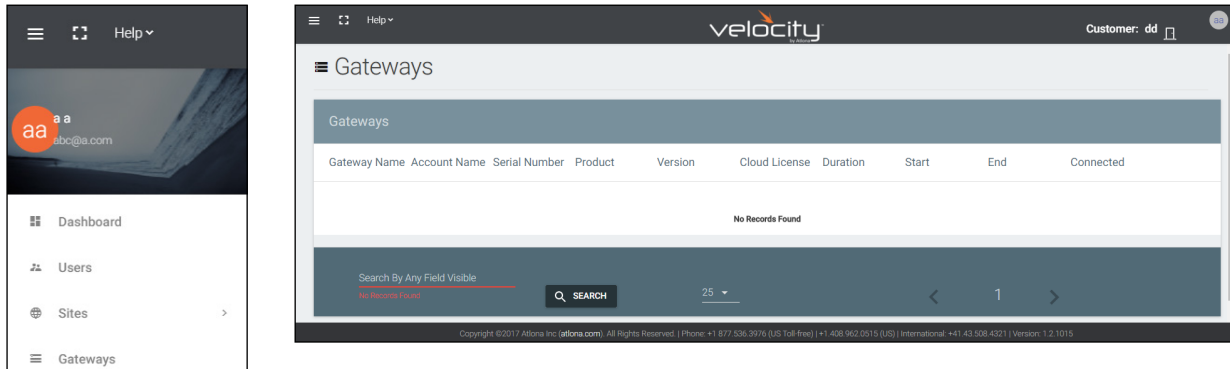 Help
aa
a a
abc@a.com
Dashboard
Users
Sites
Gateways
Help
velocity
by Atlona
Customer: dd
aa
Gateways
Gateways
Gateway Name Account Name Serial Number Product Version Cloud License Duration Start End Connected
No Records Found
Search By Any Field Visible
No Records Found
SEARCH
25
1
Copyright ©2017 Atlona Inc (atlona.com). All Rights Reserved. | Phone: +1 877.536.3976 (US Toll-free) | +1.408.962.0515 (US) | International: +41.43.508.4321 | Version: 1.2.1015